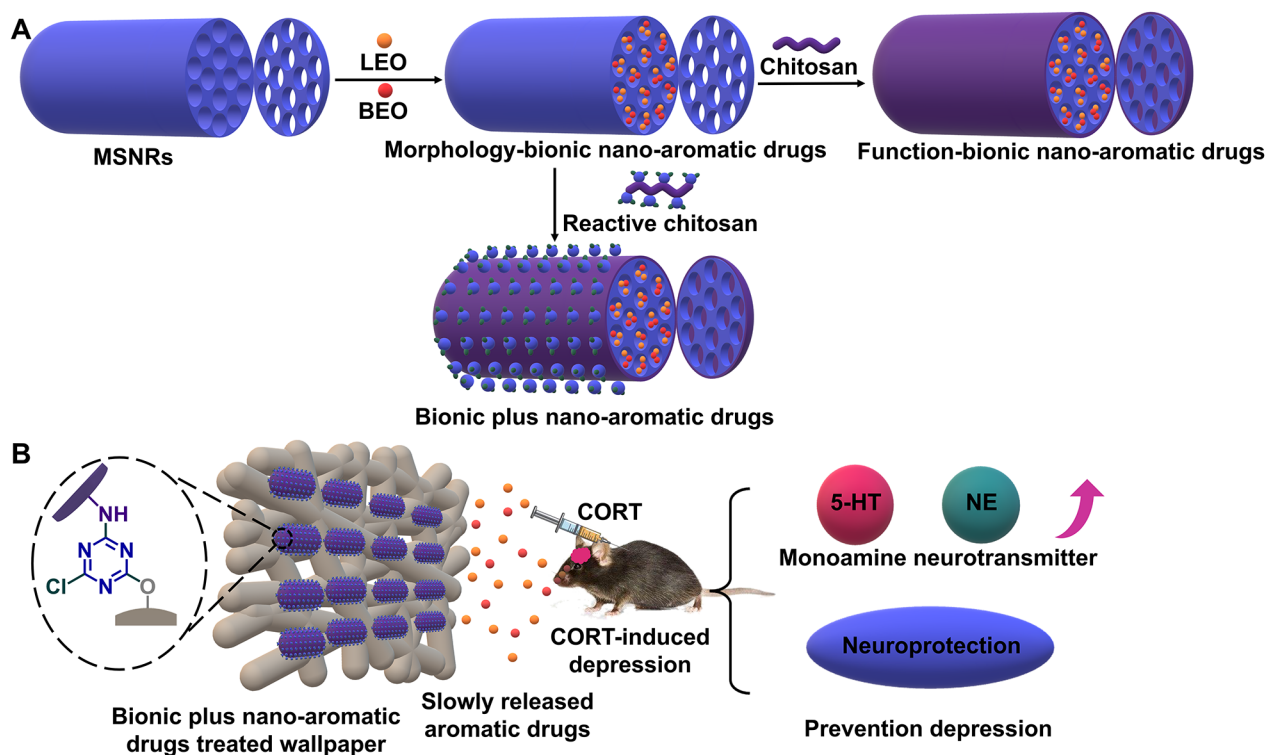 A
LEO
BEO
Chitosan
MSNRs
Morphology-bionic nano-aromatic drugs
Function-bionic nano-aromatic drugs
Reactive chitosan
Bionic plus nano-aromatic drugs
B
NH
N
N
N
Cl
O
CORT
5-HT
NE
Monoamine neurotransmitter
CORT-induced
depression
Neuroprotection
Bionic plus nano-aromatic
drugs treated wallpaper
Slowly released
aromatic drugs
Prevention depression